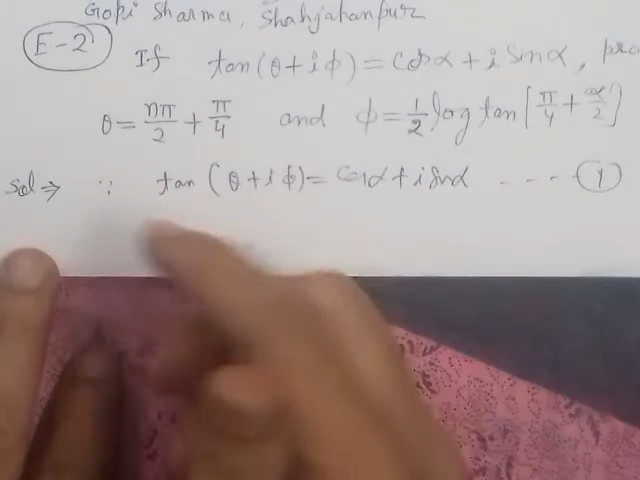 Gopi Sharma, Shahjahanpur
E-2 If tan(θ+iϕ)=cosα+i sinα, pro
θ=nπ/2+π/4 and ϕ=1/2 log tan[π/4+α/2]
Sol⇒ ∵ tan(θ+iϕ)=cosα+i sinα ---- (1)